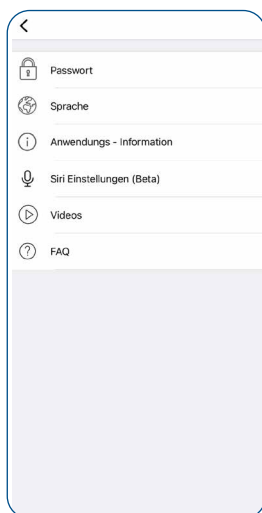 Passwort
Sprache
Anwendungs - Information
Siri Einstellungen (Beta)
Videos
FAQ